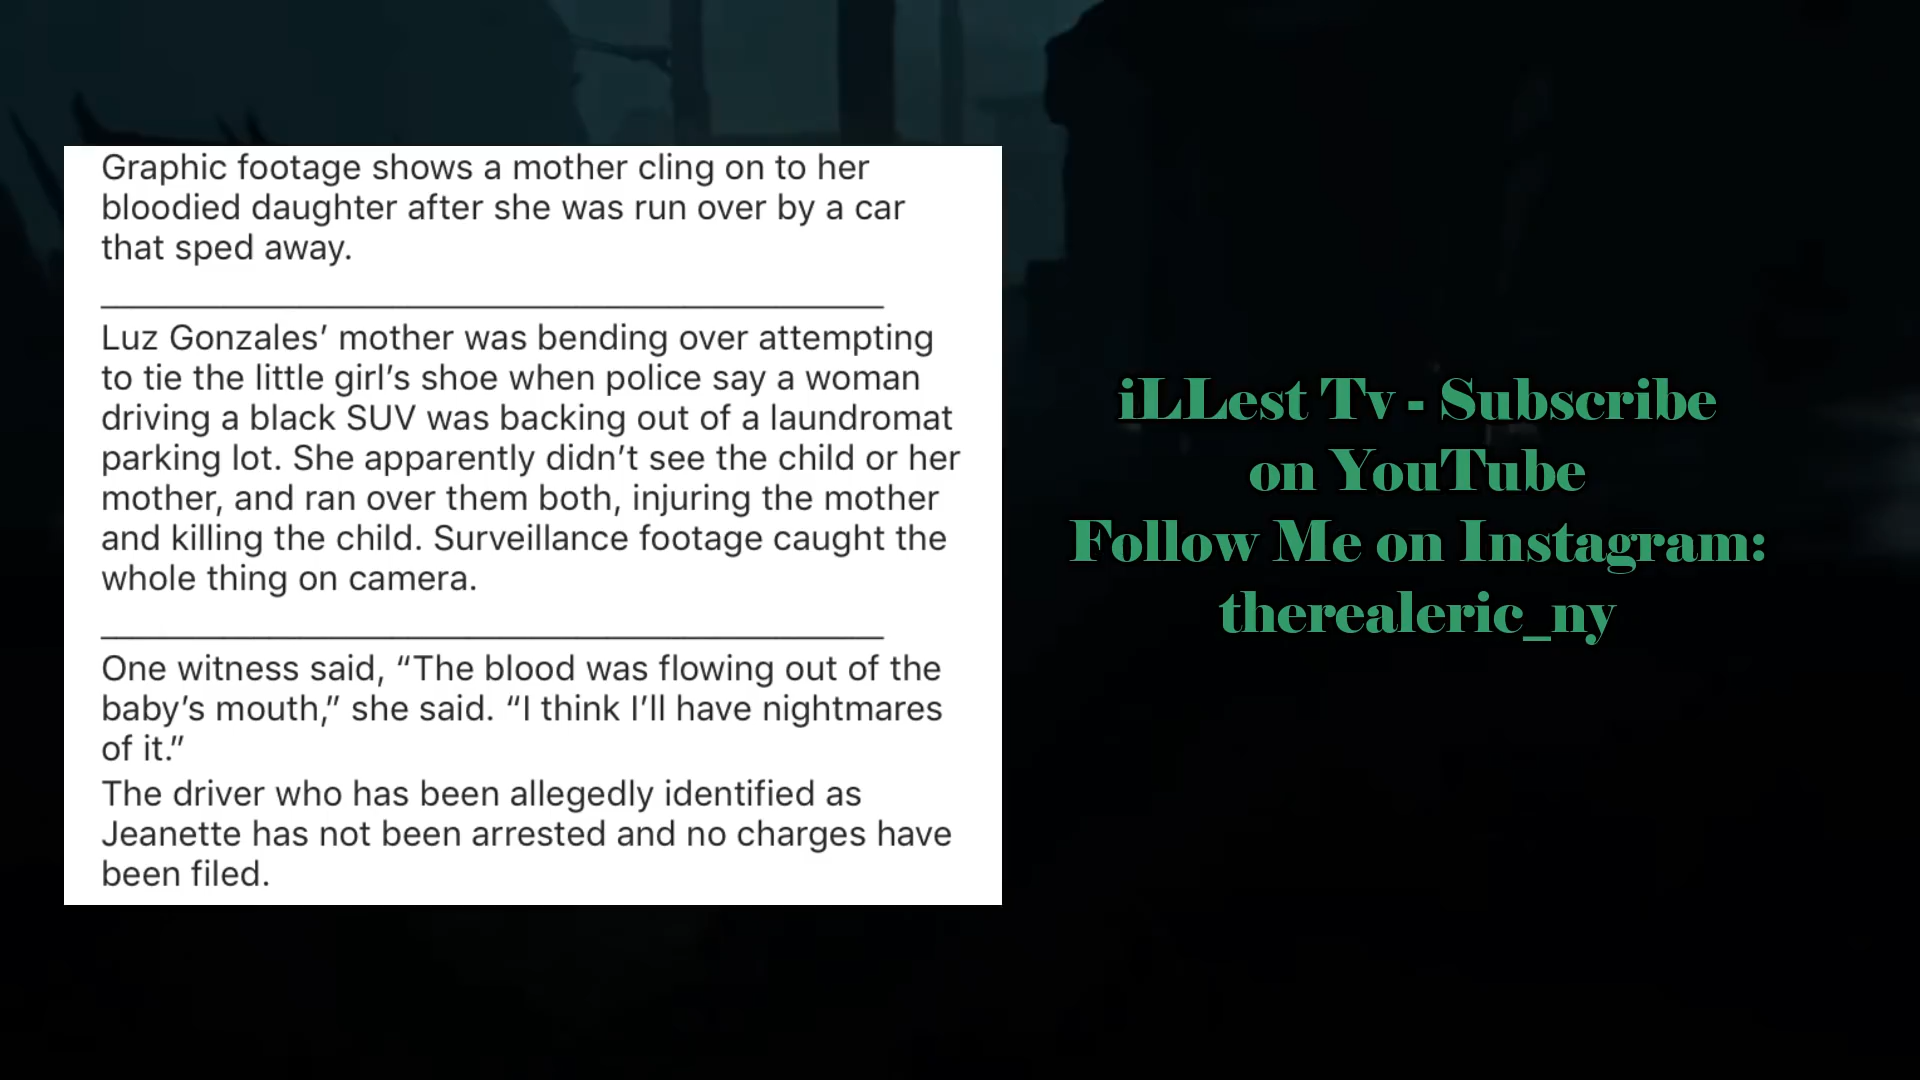 Graphic footage shows a mother cling on to her
bloodied daughter after she was run over by a car
that sped away.
Luz Gonzales’ mother was bending over attempting
to tie the little girl’s shoe when police say a woman
driving a black SUV was backing out of a laundromat
parking lot. She apparently didn’t see the child or her
mother, and ran over them both, injuring the mother
and killing the child. Surveillance footage caught the
whole thing on camera.
One witness said, “The blood was flowing out of the
baby’s mouth,” she said. “I think I’ll have nightmares
of it.”
The driver who has been allegedly identified as
Jeanette has not been arrested and no charges have
been filed.
iLLest Tv - Subscribe
on YouTube
Follow Me on Instagram:
therealeric_ny